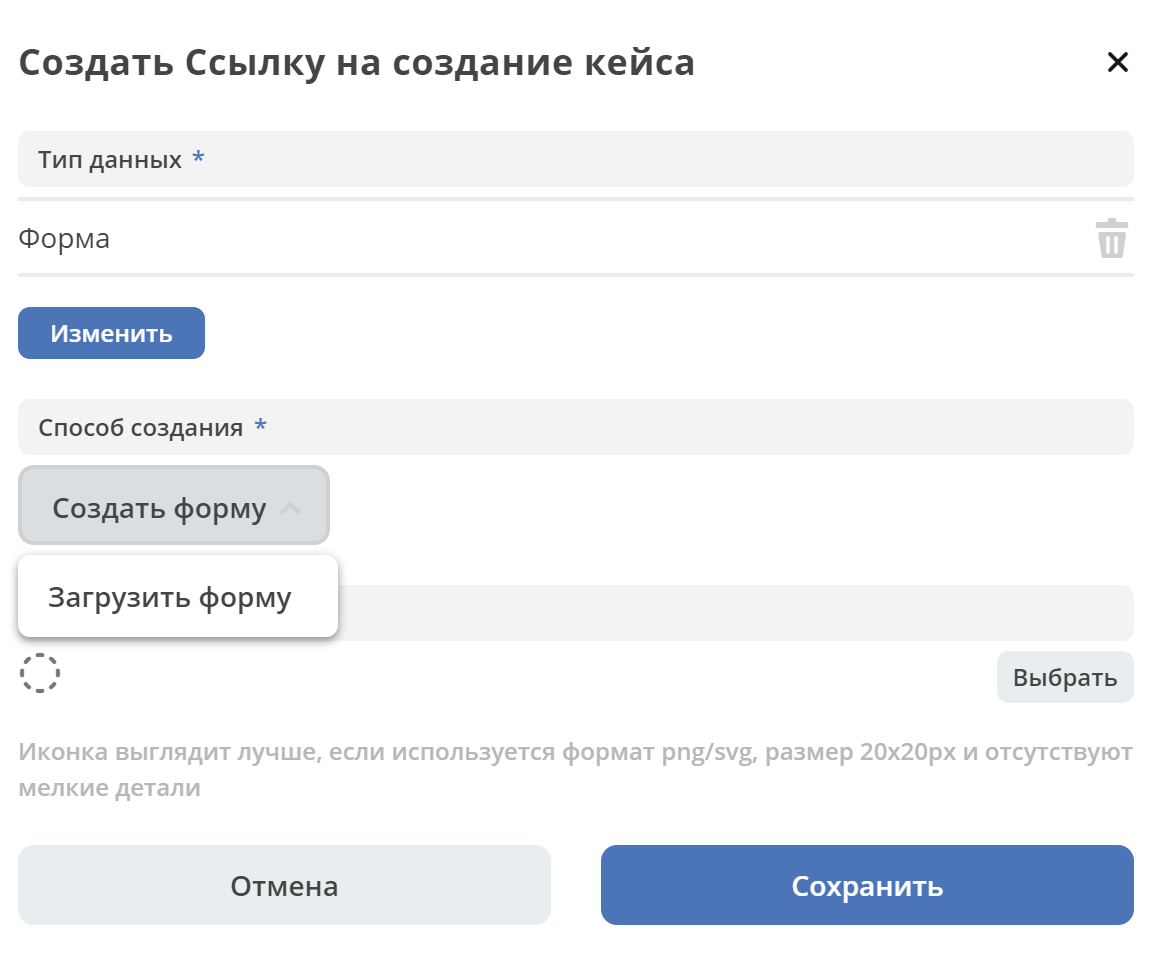 Создать Ссылку на создание кейса
Тип данных *
Форма
Изменить
Способ создания *
Создать форму
Загрузить форму
Выбрать
Иконка выглядит лучше, если используется формат png/svg, размер 20x20px и отсутствуют
мелкие детали
Отмена
Сохранить